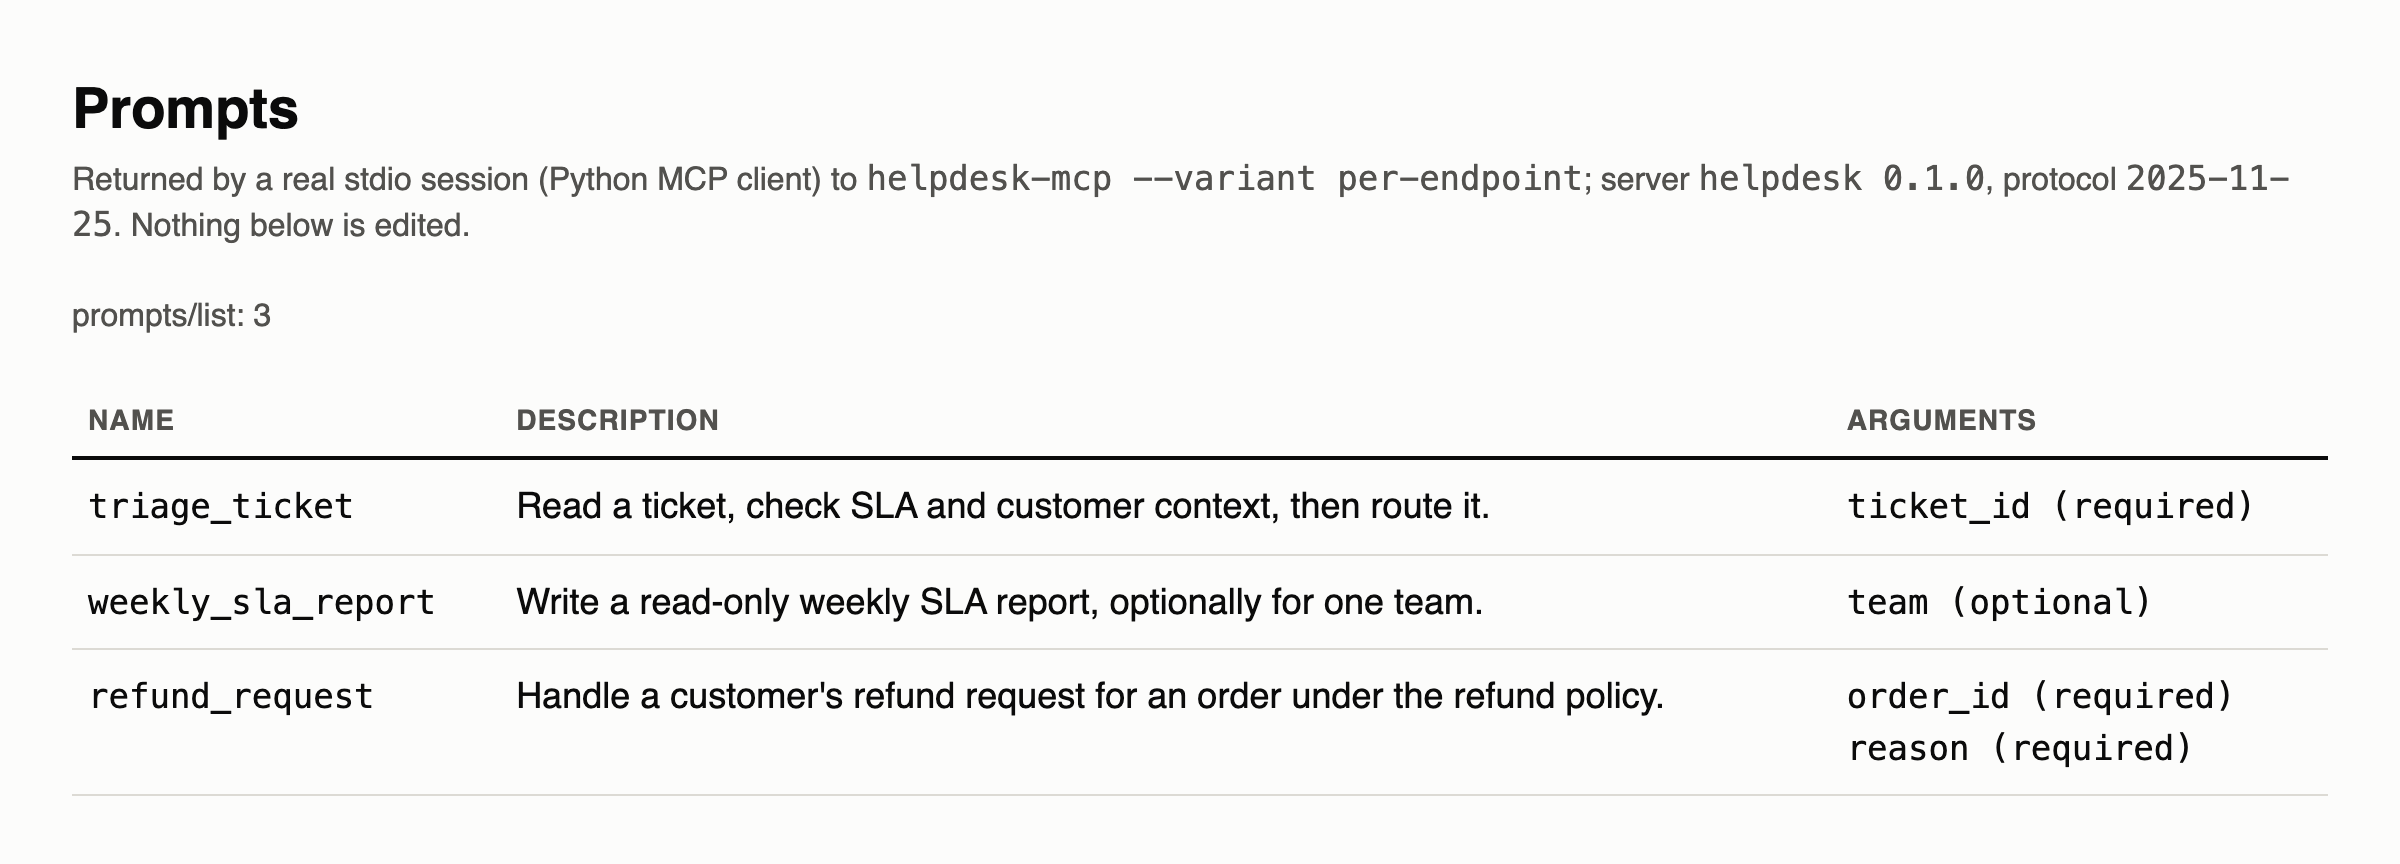 Prompts
Returned by a real stdio session (Python MCP client) to helpdesk-mcp --variant per-endpoint; server helpdesk 0.1.0, protocol 2025-11-
25. Nothing below is edited.
prompts/list: 3
NAME DESCRIPTION ARGUMENTS
triage_ticket Read a ticket, check SLA and customer context, then route it. ticket_id (required)
weekly_sla_report Write a read-only weekly SLA report, optionally for one team. team (optional)
refund_request Handle a customer's refund request for an order under the refund policy. order_id (required)
reason (required)